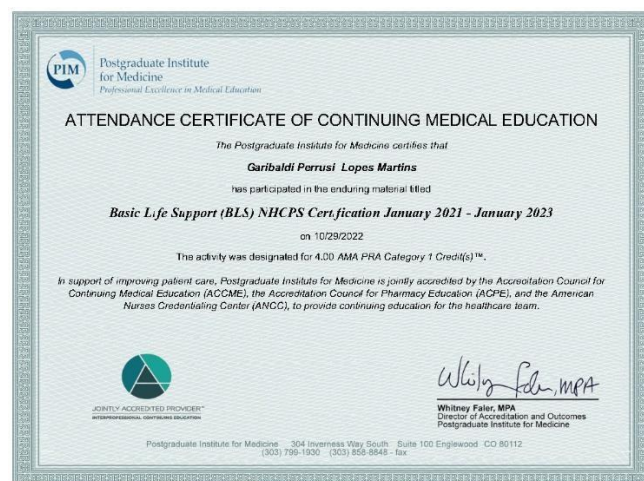 PIM
Postgraduate Institute
for Medicine
Professional Excellence in Medical Education
ATTENDANCE CERTIFICATE OF CONTINUING MEDICAL EDUCATION
The Postgraduate Institute for Medicine certifies that
Garibaldi Perrusi Lopes Martins
has participated in the enduring material titled
Basic Life Support (BLS) NHCPS Certification January 2021 - January 2023
on 10/29/2022
The activity was designated for 4.00 AMA PRA Category 1 Credit(s)™.
In support of improving patient care, Postgraduate Institute for Medicine is jointly accredited by the Accreditation Council for
Continuing Medical Education (ACCME), the Accreditation Council for Pharmacy Education (ACPE), and the American
Nurses Credentialing Center (ANCC), to provide continuing education for the healthcare team.
JOINTLY ACCREDITED PROVIDER™
INTERPROFESSIONAL CONTINUING EDUCATION
Whitney Faler, MPA
Whitney Faler, MPA
Director of Accreditation and Outcomes
Postgraduate Institute for Medicine
Postgraduate Institute for Medicine 304 Inverness Way South Suite 100 Englewood CO 80112
(303) 799-1930 (303) 858-8848 - fax